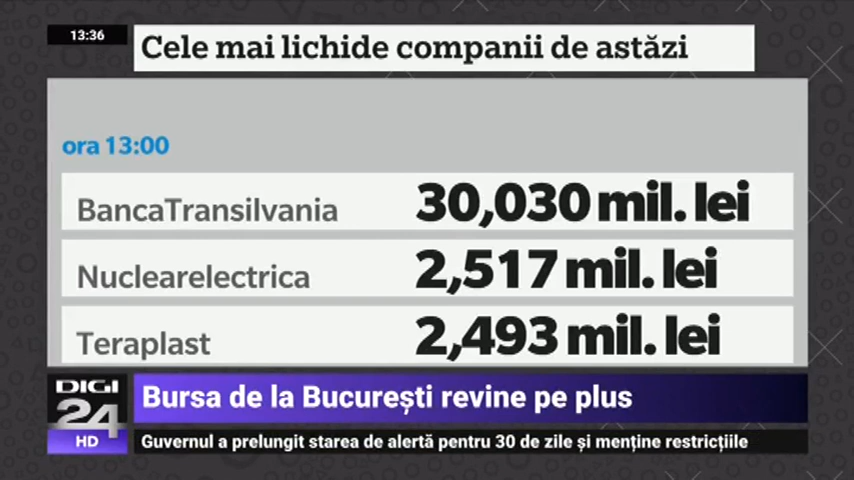 13:36
Cele mai lichide companii de astăzi
ora 13:00
BancaTransilvania 30,030 mil. lei
Nuclearelectrica 2,517 mil. lei
Teraplast 2,493 mil. lei
DIGI
24
HD
Bursa de la București revine pe plus
Guvernul a prelungit starea de alertă pentru 30 de zile și menține restricțiile